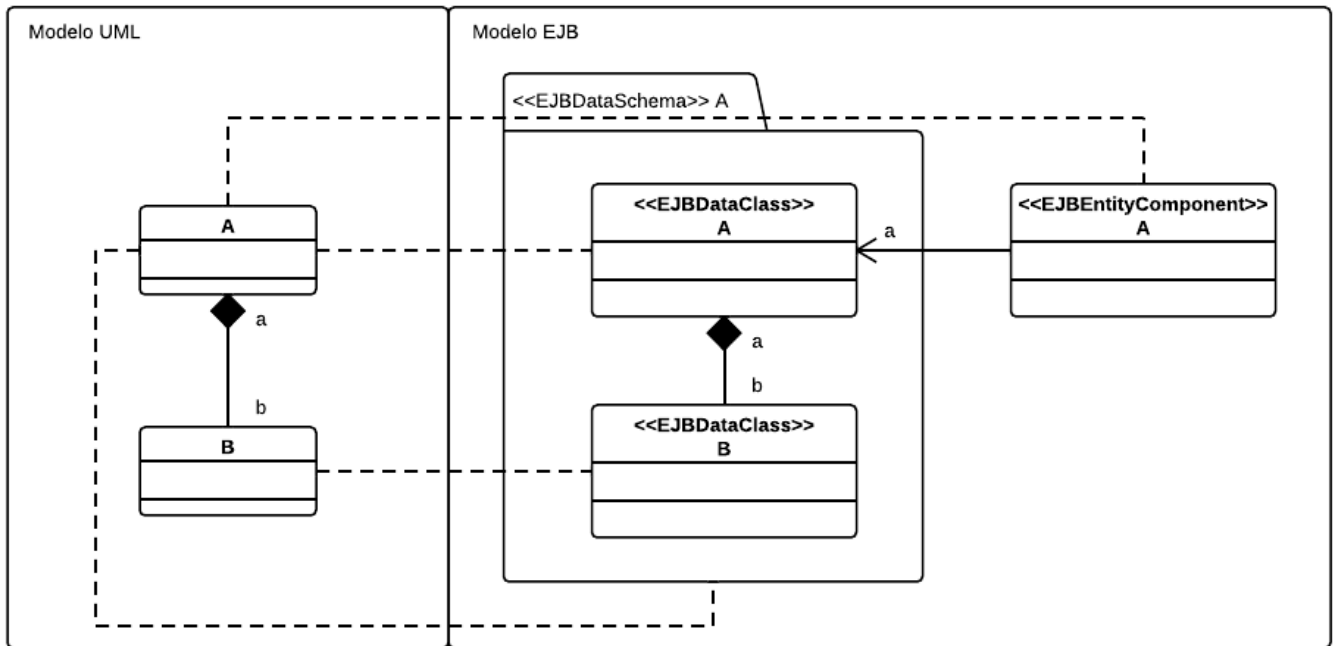 Modelo UML
Modelo EJB
<<EJBDataSchema>> A
A
a
b
B
<<EJBDataClass>>
A
a
b
<<EJBDataClass>>
B
a
<<EJBEntityComponent>>
A